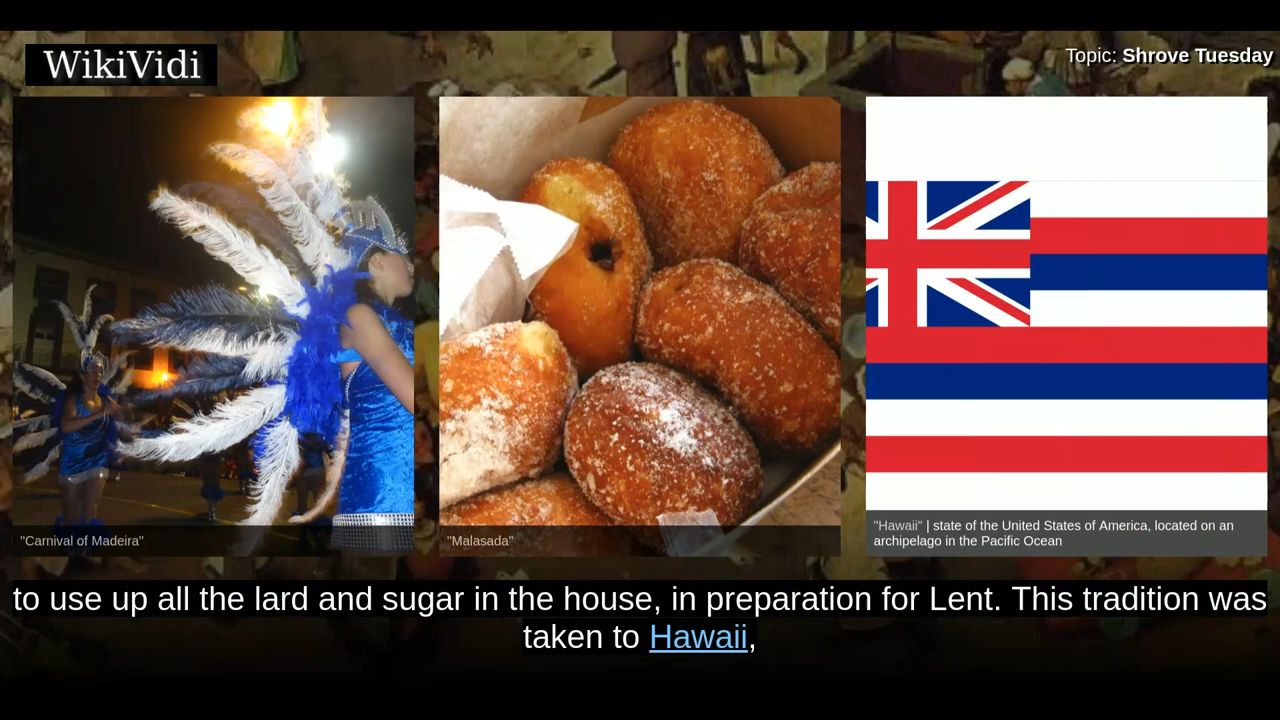 WikiVidi
Topic: Shrove Tuesday
"Carnival of Madeira"
"Malasada"
"Hawaii" | state of the United States of America, located on an
archipelago in the Pacific Ocean
to use up all the lard and sugar in the house, in preparation for Lent. This tradition was
taken to Hawaii,